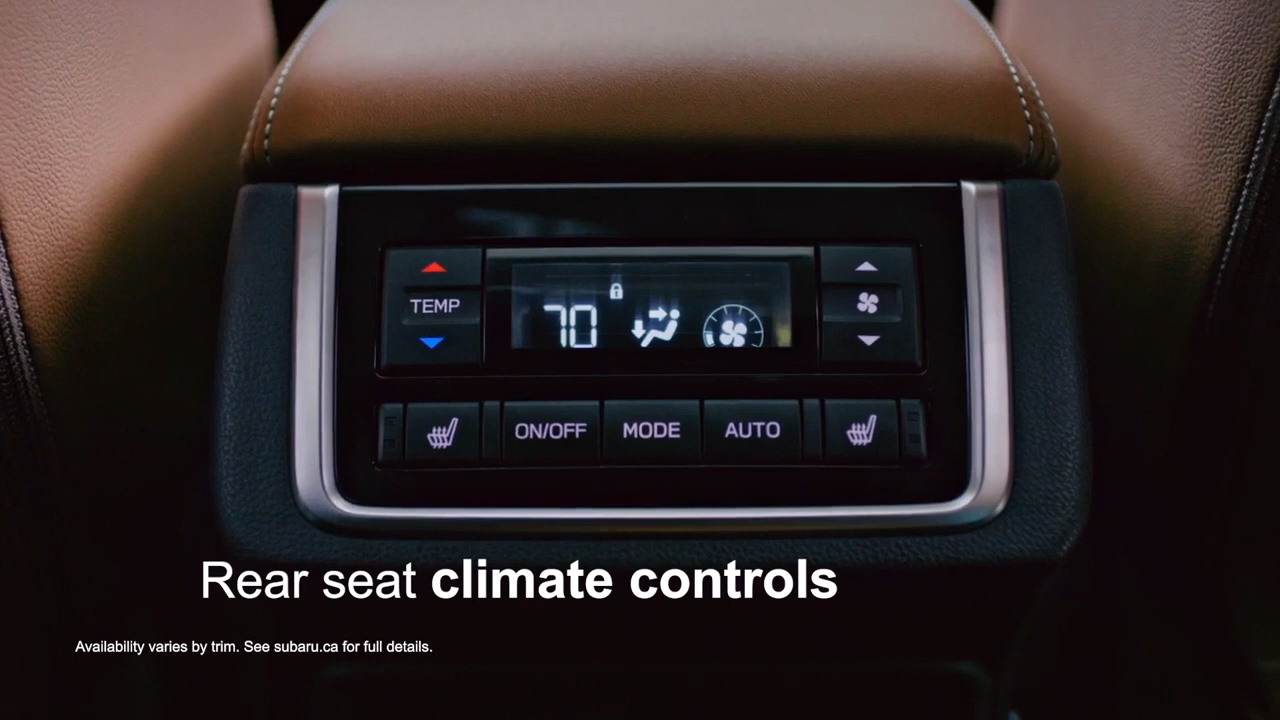 TEMP
70
ON/OFF
MODE
AUTO
Rear seat climate controls
Availability varies by trim. See subaru.ca for full details.